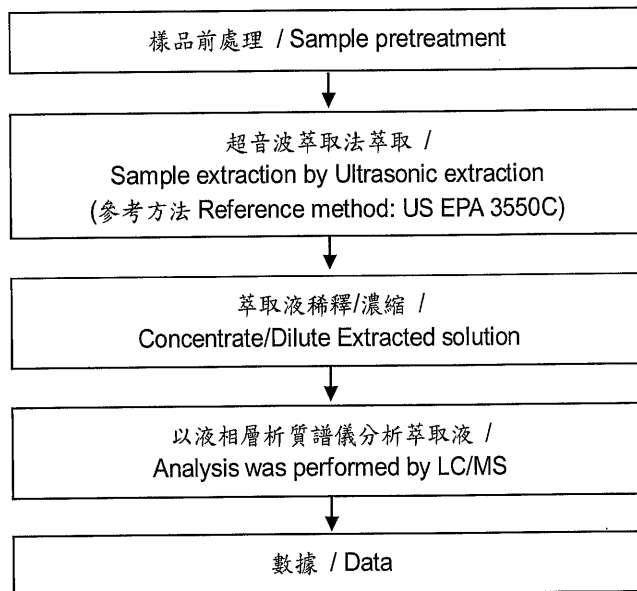 樣品前處理 / Sample pretreatment
超音波萃取法萃取 /
Sample extraction by Ultrasonic extraction
(參考方法 Reference method: US EPA 3550C)
萃取液稀釋/濃縮 /
Concentrate/Dilute Extracted solution
以液相層析質譜儀分析萃取液 /
Analysis was performed by LC/MS
數據 / Data